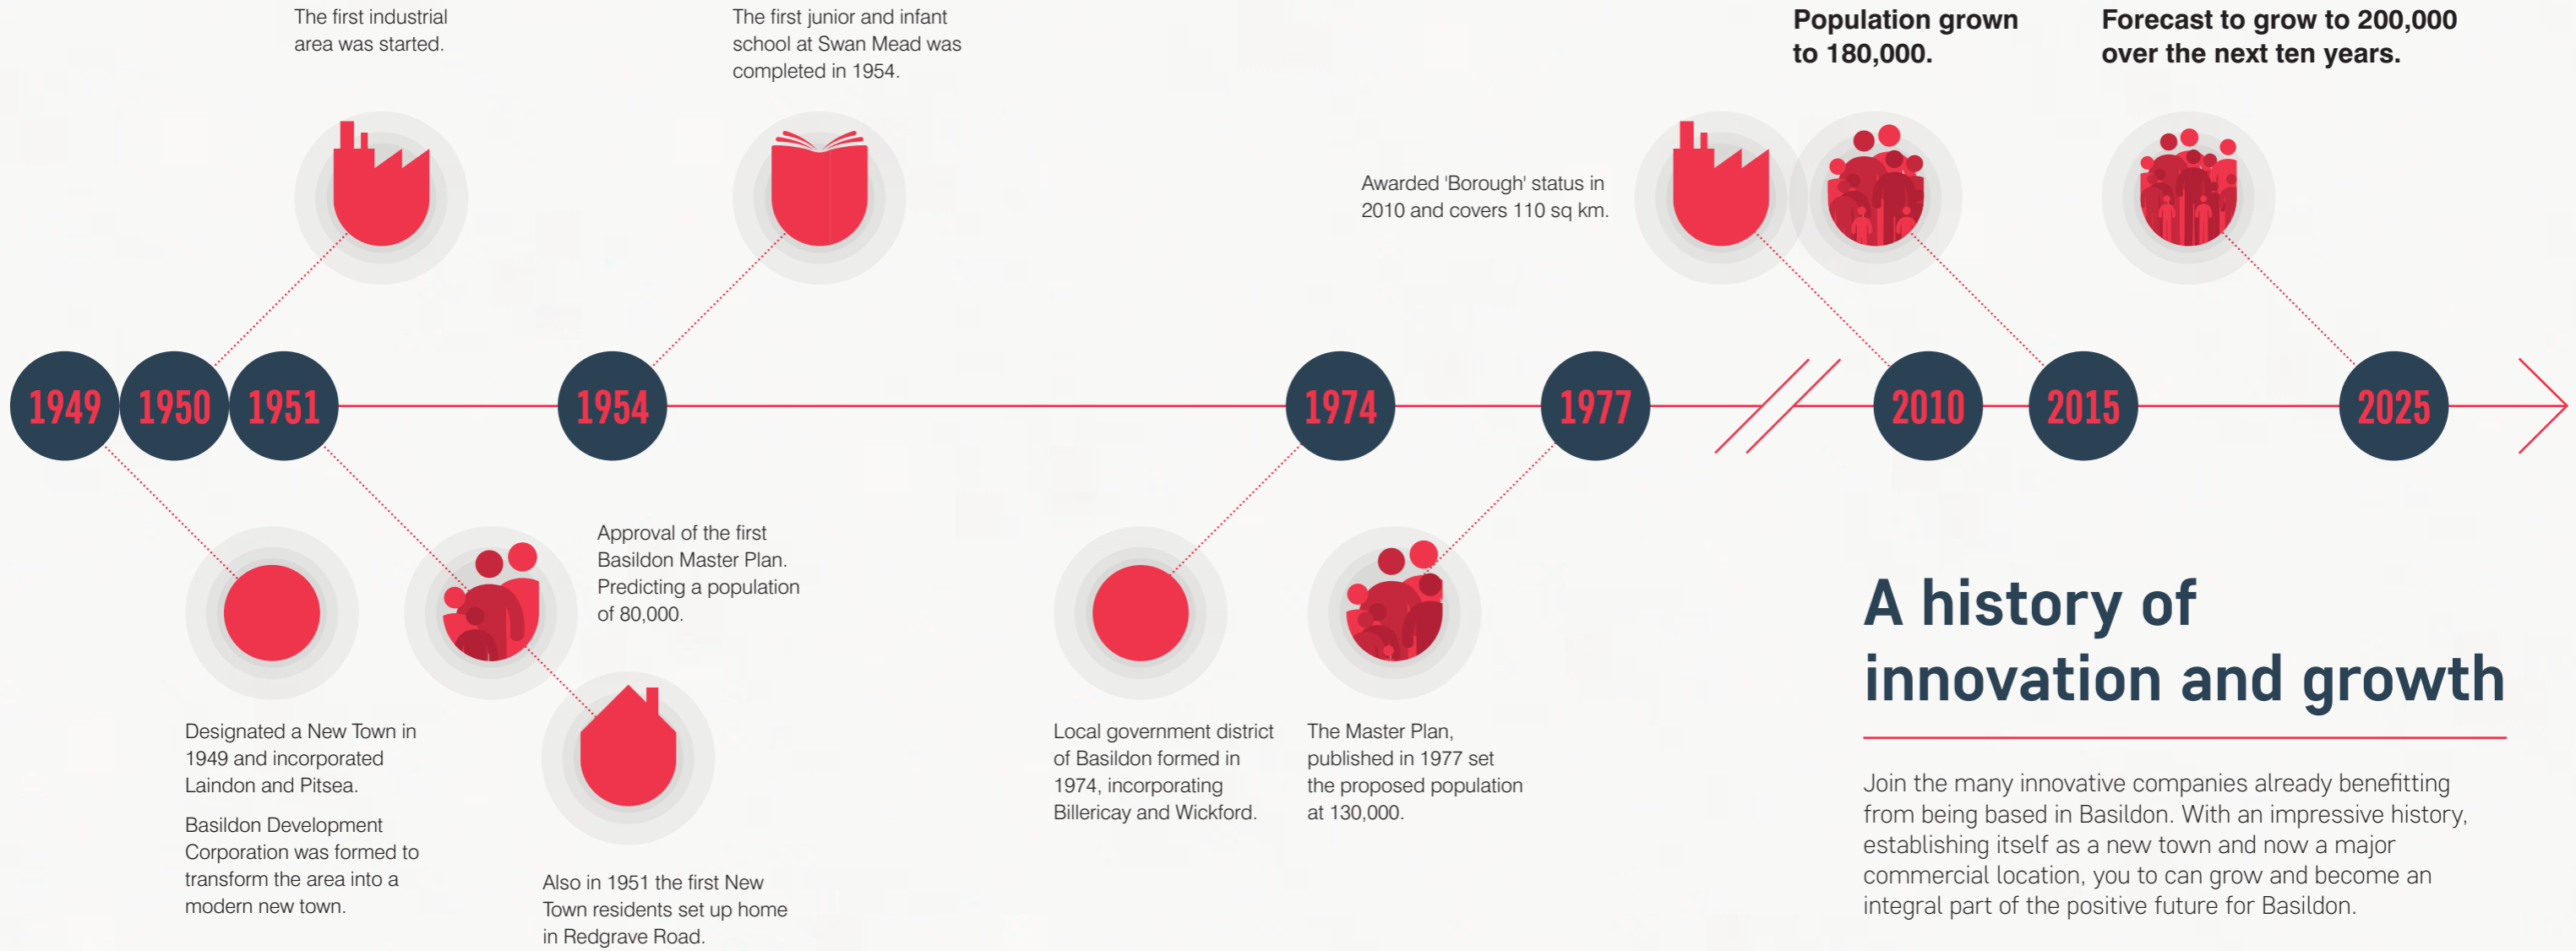 The first industrial
area was started.
The first junior and infant
school at Swan Mead was
completed in 1954.
Awarded 'Borough' status in
2010 and covers 110 sq km.
Population grown
to 180,000.
Forecast to grow to 200,000
over the next ten years.
1949
1950
1951
1954
1974
1977
2010
2015
2025
Designated a New Town in
1949 and incorporated
Laindon and Pitsea.
Basildon Development
Corporation was formed to
transform the area into a
modern new town.
Approval of the first
Basildon Master Plan.
Predicting a population
of 80,000.
Also in 1951 the first New
Town residents set up home
in Redgrave Road.
Local government district
of Basildon formed in
1974, incorporating
Billericay and Wickford.
The Master Plan,
published in 1977 set
the proposed population
at 130,000.
A history of
innovation and growth
Join the many innovative companies already benefitting
from being based in Basildon. With an impressive history,
establishing itself as a new town and now a major
commercial location, you to can grow and become an
integral part of the positive future for Basildon.